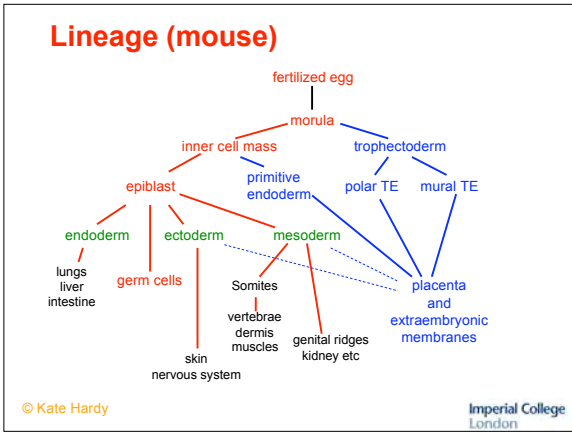 Lineage (mouse)
fertilized egg
morula
inner cell mass
trophectoderm
epiblast
primitive
endoderm
polar TE
mural TE
endoderm
ectoderm
mesoderm
lungs
liver
intestine
germ cells
Somites
vertebrae
dermis
muscles
genital ridges
kidney etc
placenta
and
extraembryonic
membranes
skin
nervous system
© Kate Hardy
Imperial College
London